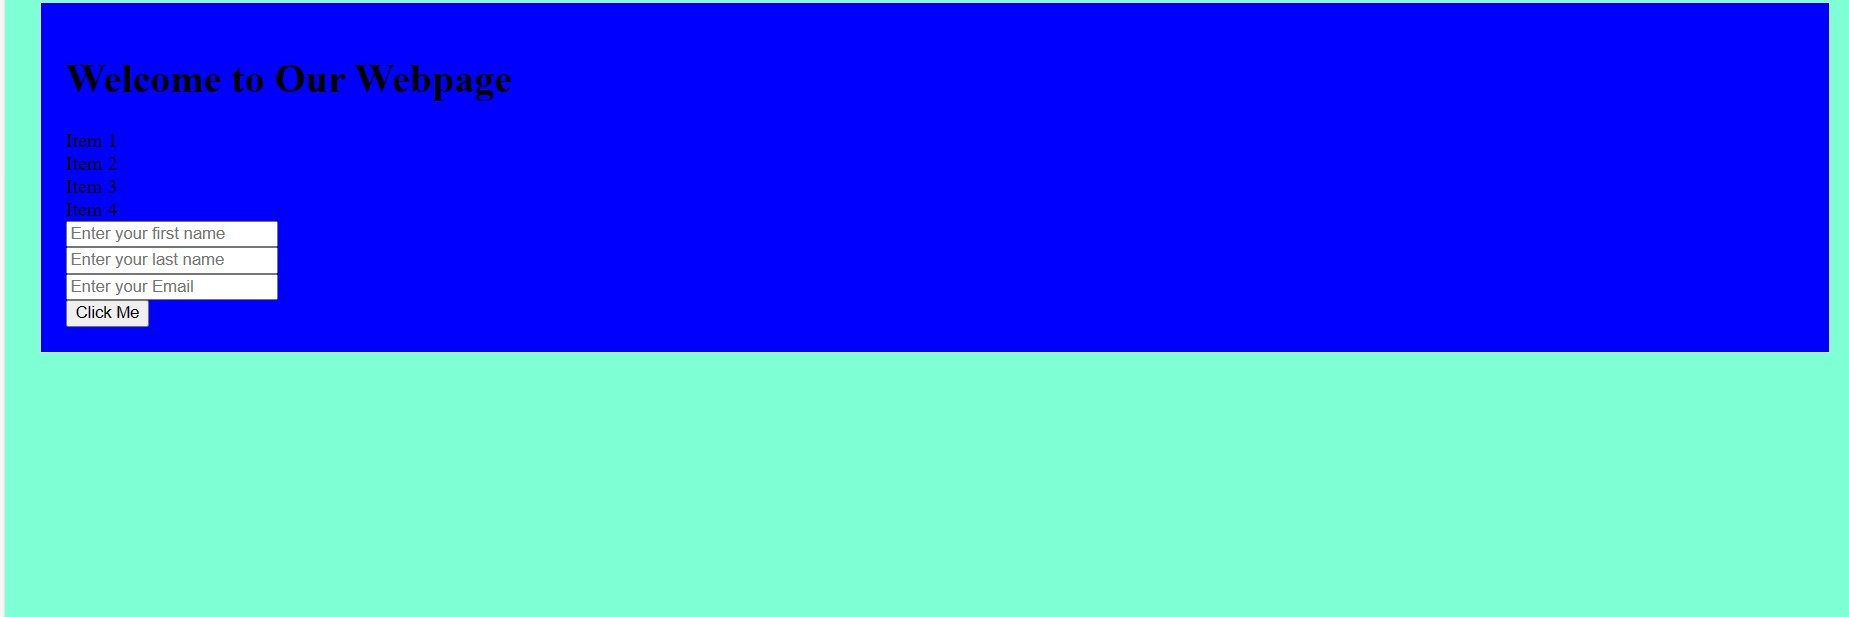 Welcome to Our Webpage
Item 1
Item 2
Item 3
Item 4
Enter your first name
Enter your last name
Enter your Email
Click Me